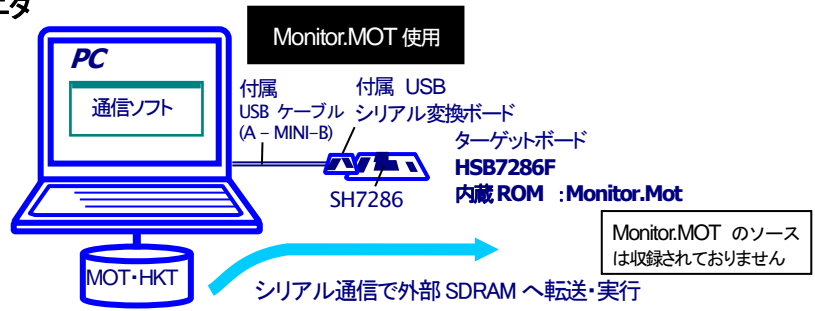 Monitor.MOT 使用
PC
通信ソフト
付属
USB ケーブル
(A – MINI-B)
付属 USB
シリアル変換ボード
ターゲットボード
HSB7286F
内蔵 ROM :Monitor.Mot
SH7286
Monitor.MOT のソース
は収録されておりません
MOT・HKT
シリアル通信で外部 SDRAM へ転送・実行